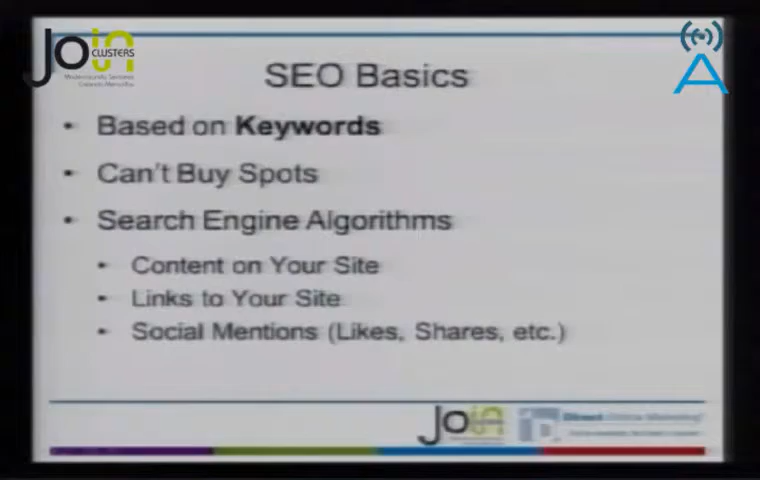 Join
CLUSTERS
SEO Basics
• Based on Keywords
• Can't Buy Spots
• Search Engine Algorithms
• Content on Your Site
• Links to Your Site
• Social Mentions (Likes, Shares, etc.)
Join
Direct Online Marketing